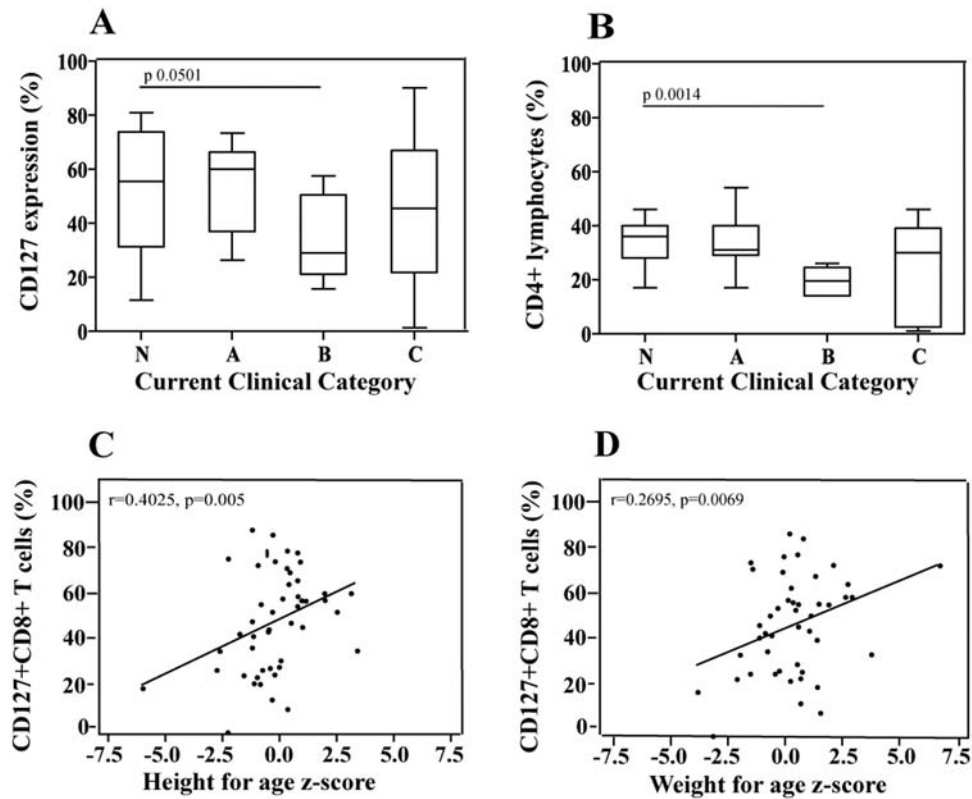 A
CD127 expression (%)
100
80
60
40
20
0
p 0.0501
N A B C
Current Clinical Category
B
CD4+ lymphocytes (%)
100
80
60
40
20
0
p 0.0014
N A B C
Current Clinical Category
C
CD127+CD8+ T cells (%)
100
80
60
40
20
0
r=0.4025, p=0.005
-7.5 -5.0 -2.5 0.0 2.5 5.0 7.5
Height for age z-score
D
CD127+CD8+ T cells (%)
100
80
60
40
20
0
r=0.2695, p=0.0069
-7.5 -5.0 -2.5 0.0 2.5 5.0 7.5
Weight for age z-score